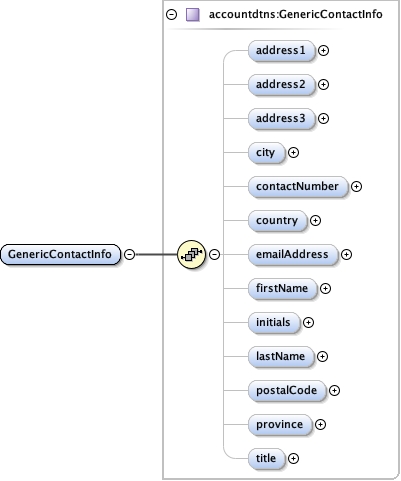 accountdtns:GenericContactInfo
address1
address2
address3
city
contactNumber
country
GenericContactInfo
emailAddress
firstName
initials
lastName
postalCode
province
title